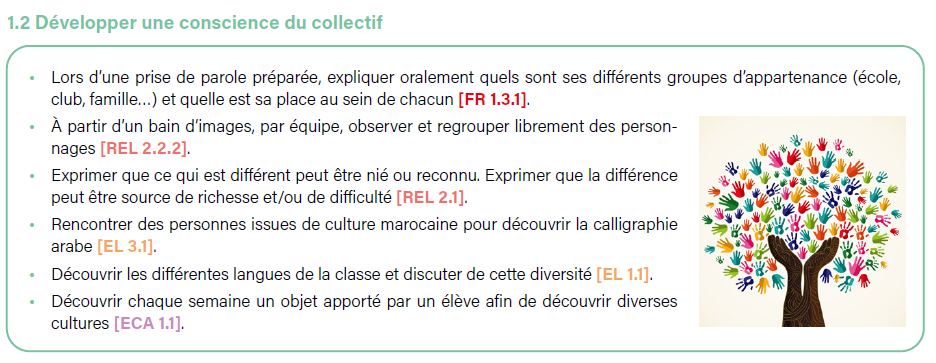 1.2 Développer une conscience du collectif
• Lors d’une prise de parole préparée, expliquer oralement quels sont ses différents groupes d’appartenance (école,
club, famille…) et quelle est sa place au sein de chacun [FR 1.3.1].
• À partir d’un bain d’images, par équipe, observer et regrouper librement des person-
nages [REL 2.2.2].
• Exprimer que ce qui est différent peut être nié ou reconnu. Exprimer que la différence
peut être source de richesse et/ou de difficulté [REL 2.1].
• Rencontrer des personnes issues de culture marocaine pour découvrir la calligraphie
arabe [EL 3.1].
• Découvrir les différentes langues de la classe et discuter de cette diversité [EL 1.1].
• Découvrir chaque semaine un objet apporté par un élève afin de découvrir diverses
cultures [ECA 1.1].